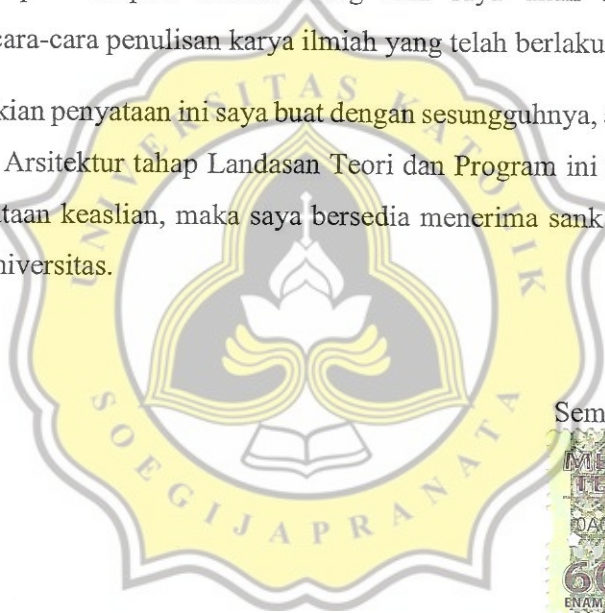 cara-cara penulisan karya ilmiah yang telah berlaku
kian penyataan ini saya buat dengan sesungguhnya,
Arsitektur tahap Landasan Teori dan Program ini
taan keaslian, maka saya bersedia menerima sank
niversitas.
UNIVERSITAS KATOLIK
SOEGIJAPRANATA
Sem
ENAM